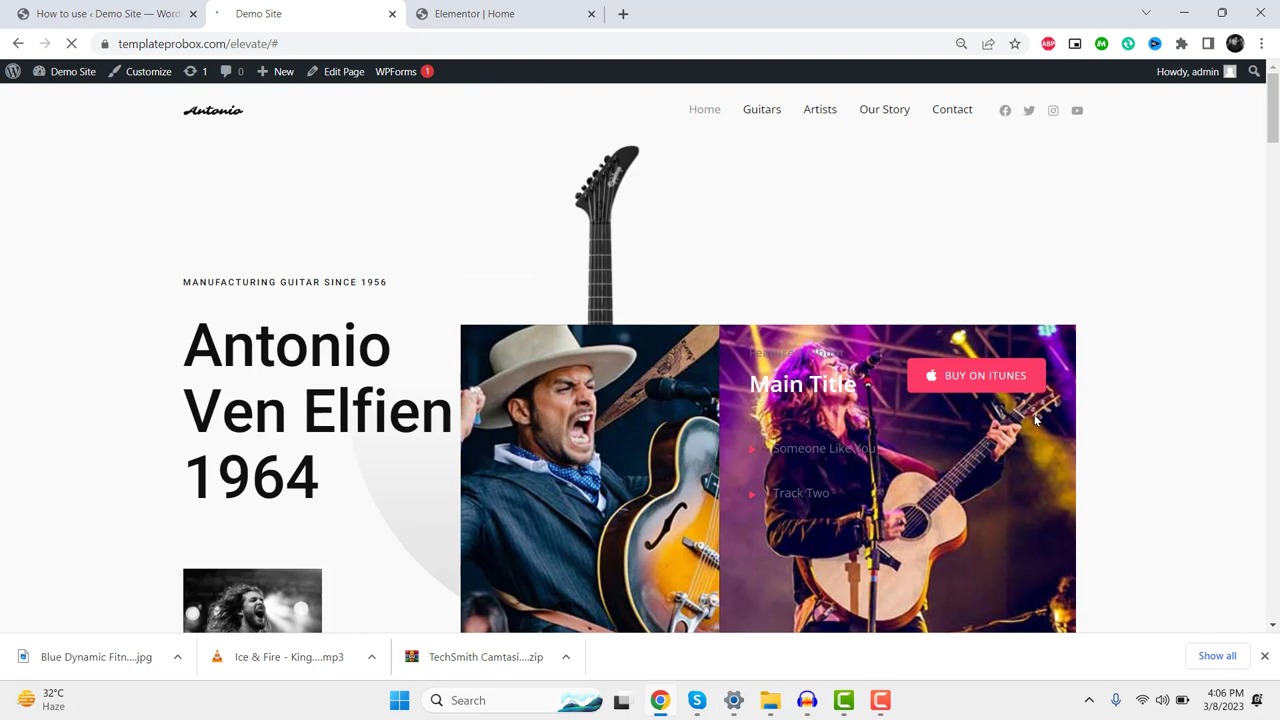 How to use ‹ Demo Site — Word
Demo Site
Elementor | Home
templateprobox.com/elevate/#
ABP
Demo Site
Customize
1
0
New
Edit Page
WPForms
1
Howdy, admin
Antonio
Home
Guitars
Artists
Our Story
Contact
MANUFACTURING GUITAR SINCE 1956
Antonio
Ven Elfien
1964
Featured Album
Main Title
BUY ON ITUNES
Someone Like You
Track Two
Blue Dynamic Fitn....jpg
Ice & Fire - King....mp3
TechSmith Camtasi....zip
Show all
32°C
Haze
Search
4:06 PM
3/8/2023